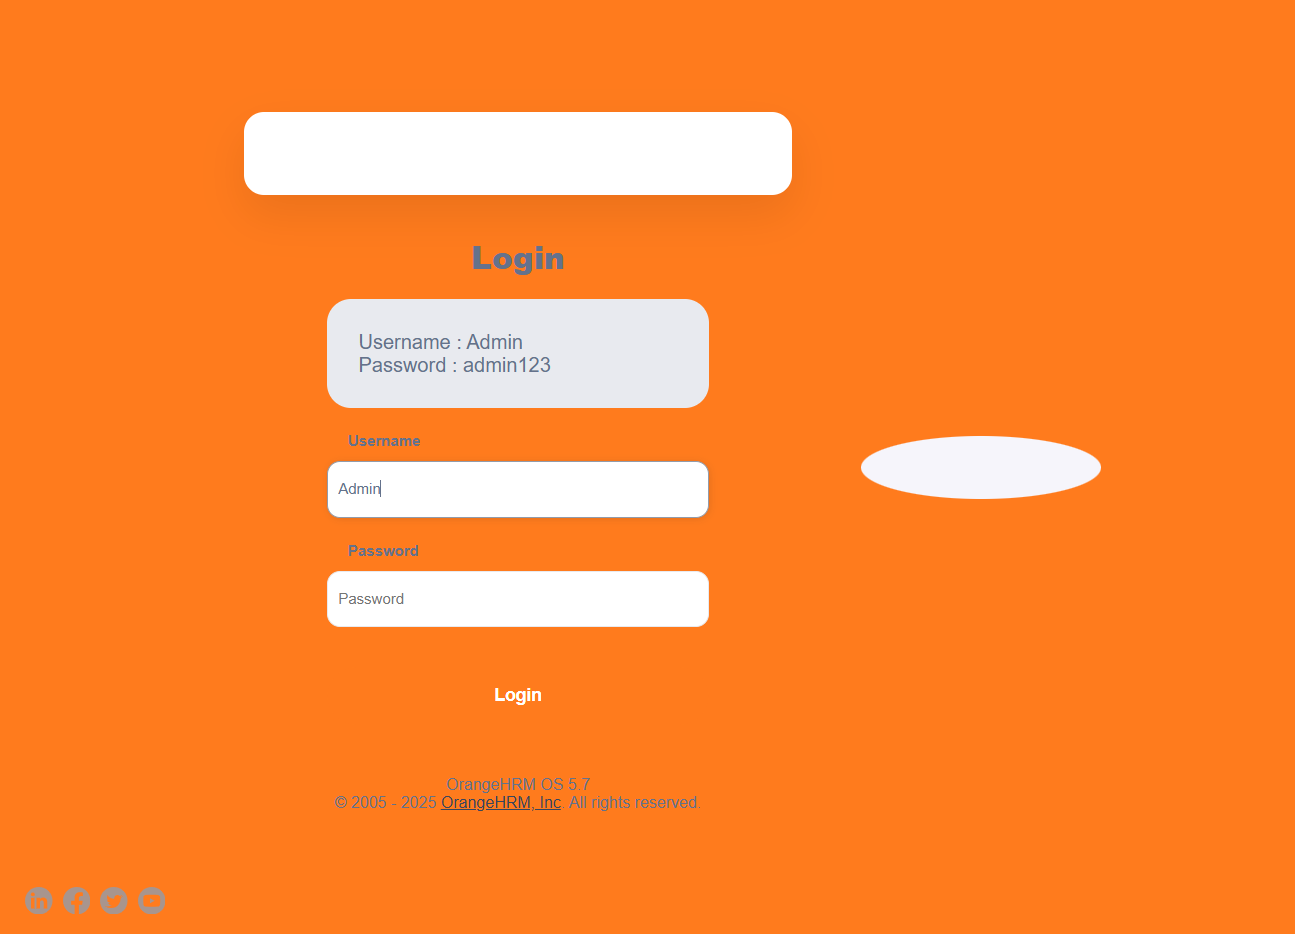 Login
Username : Admin
Password : admin123
Username
Admin
Password
Password
Login
OrangeHRM OS 5.7
© 2005 - 2025 OrangeHRM, Inc. All rights reserved.